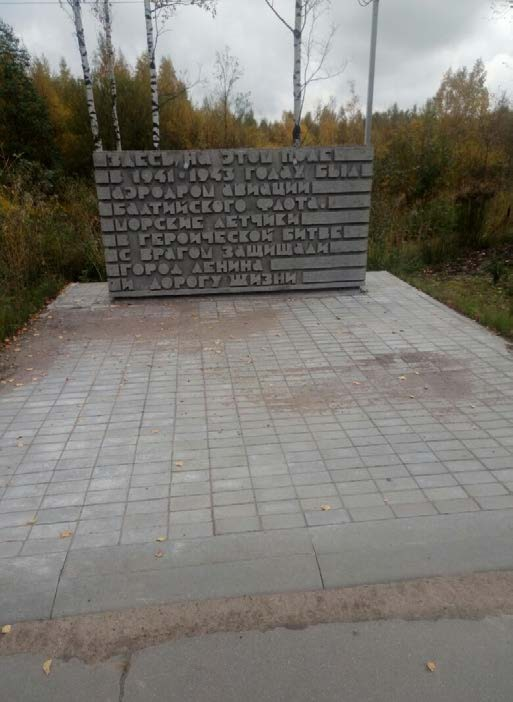 ЗДЕСЬ НА ЭТОМ ПОЛЕ
В 1941-1943 ГОДАХ БЫЛ
АЭРОДРОМ АВИАЦИИ
БАЛТИЙСКОГО ФЛОТА.
МОРСКИЕ ЛЕТЧИКИ
В ГЕРОИЧЕСКОЙ БИТВЕ
С ВРАГОМ ЗАЩИЩАЛИ
ГОРОД ЛЕНИНА
И ДОРОГУ ЖИЗНИ